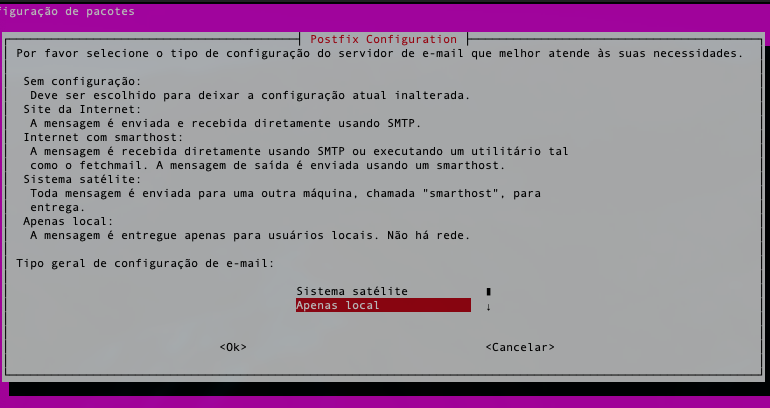 figuração de pacotes
Postfix Configuration
Por favor selecione o tipo de configuração do servidor de e-mail que melhor atende às suas necessidades.
Sem configuração:
Deve ser escolhido para deixar a configuração atual inalterada.
Site da Internet:
A mensagem é enviada e recebida diretamente usando SMTP.
Internet com smarthost:
A mensagem é recebida diretamente usando SMTP ou executando um utilitário tal
como o fetchmail. A mensagem de saída é enviada usando um smarthost.
Sistema satélite:
Toda mensagem é enviada para uma outra máquina, chamada "smarthost", para
entrega.
Apenas local:
A mensagem é entregue apenas para usuários locais. Não há rede.
Tipo geral de configuração de e-mail:
Sistema satélite
Apenas local ↓
<Ok> <Cancelar>